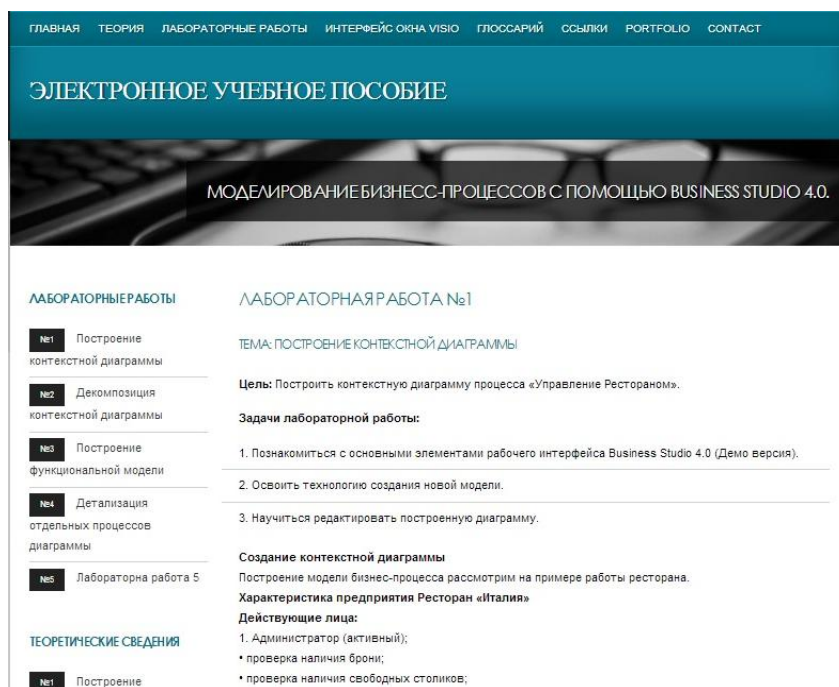 ГЛАВНАЯ ТЕОРИЯ ЛАБОРАТОРНЫЕ РАБОТЫ ИНТЕРФЕЙС ОКНА VISIO ГЛОССАРИЙ ССЫЛКИ PORTFOLIO CONTACT
ЭЛЕКТРОННОЕ УЧЕБНОЕ ПОСОБИЕ
МОДЕЛИРОВАНИЕ БИЗНЕСС-ПРОЦЕССОВ С ПОМОЩЬЮ BUSINESS STUDIO 4.0.
ЛАБОРАТОРНЫЕ РАБОТЫ
№1 Построение
контекстной диаграммы
№2 Декомпозиция
контекстной диаграммы
№3 Построение
функциональной модели
№4 Детализация
отдельных процессов
диаграммы
№5 Лабораторна работа 5
ТЕОРЕТИЧЕСКИЕ СВЕДЕНИЯ
№1 Построение
ЛАБОРАТОРНАЯ РАБОТА №1
ТЕМА: ПОСТРОЕНИЕ КОНТЕКСТНОЙ ДИАГРАММЫ
Цель: Построить контекстную диаграмму процесса «Управление Рестораном».
Задачи лабораторной работы:
1. Познакомиться с основными элементами рабочего интерфейса Business Studio 4.0 (Демо версия).
2. Освоить технологию создания новой модели.
3. Научиться редактировать построенную диаграмму.
Создание контекстной диаграммы
Построение модели бизнес-процесса рассмотрим на примере работы ресторана.
Характеристика предприятия Ресторан «Италия»
Действующие лица:
1. Администратор (активный);
• проверка наличия брони;
• проверка наличия свободных столиков;